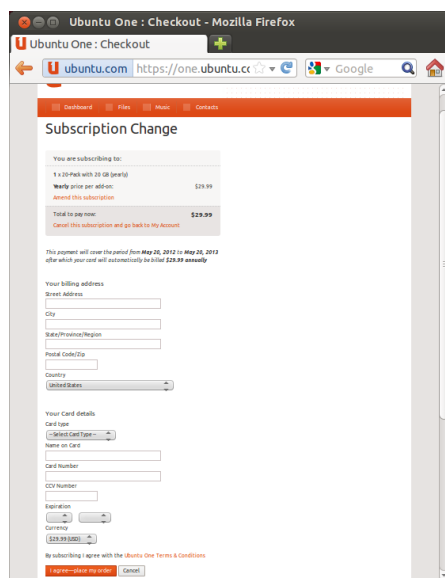 Ubuntu One : Checkout - Mozilla Firefox
Ubuntu One : Checkout
ubuntu.com https://one.ubuntu.cc
Google
Dashboard Files Music Contacts
Subscription Change
You are subscribing to:
1 x 20-Pack with 20 GB (yearly)
Yearly price per add-on: $29.99
Amend this subscription
Total to pay now: $29.99
Cancel this subscription and go back to My Account
This payment will cover the period from May 20, 2012 to May 20, 2013
after which your card will automatically be billed $29.99 annually
Your billing address
Street Address
City
State/Province/Region
Postal Code/Zip
Country
United States
Your Card details
Card type
-- Select Card Type --
Name on Card
Card Number
CCV Number
Expiration
Currency
$29.99 (USD)
By subscribing I agree with the Ubuntu One Terms & Conditions
I agree—place my order Cancel